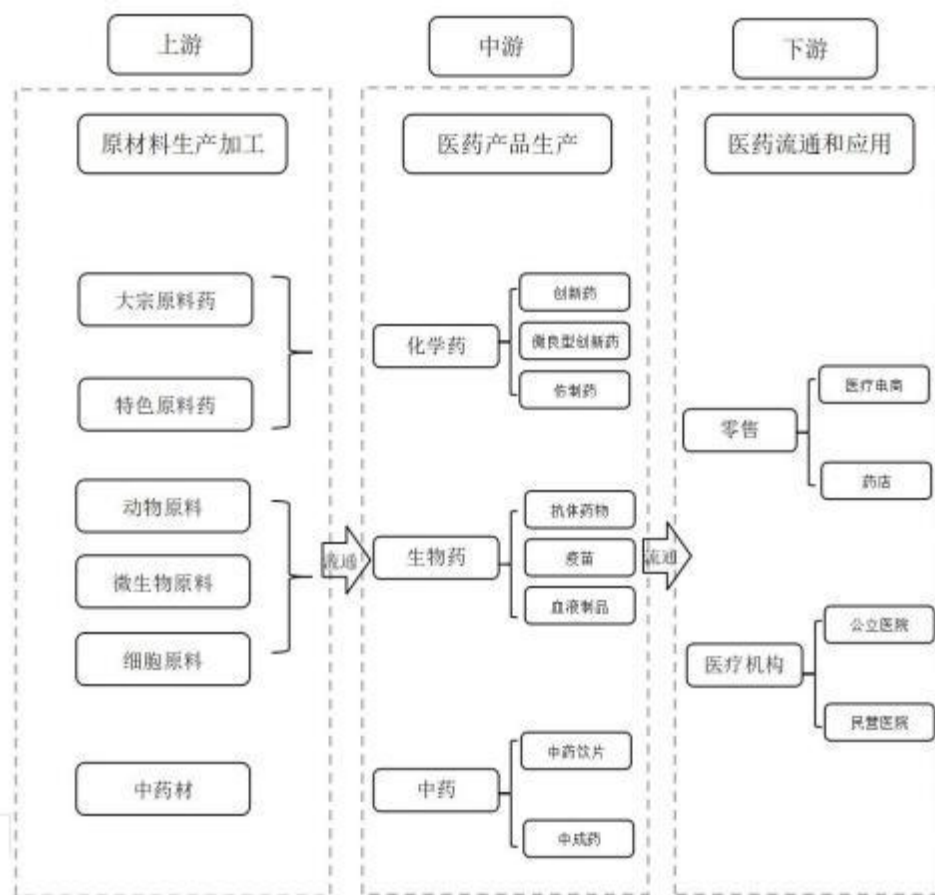 上游
原材料生产加工
大宗原料药
特色原料药
动物原料
微生物原料
细胞原料
中药材
流通
中游
医药产品生产
化学药
创新药
微良型创新药
仿制药
生物药
抗体药物
疫苗
血液制品
中药
中药饮片
中成药
流通
下游
医药流通和应用
零售
医疗电商
药店
医疗机构
公立医院
民营医院